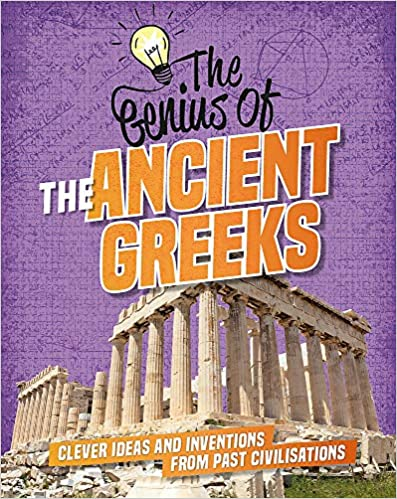 The
Genius of
THE ANCIENT
GREEKS
CLEVER IDEAS AND INVENTIONS
FROM PAST CIVILISATIONS